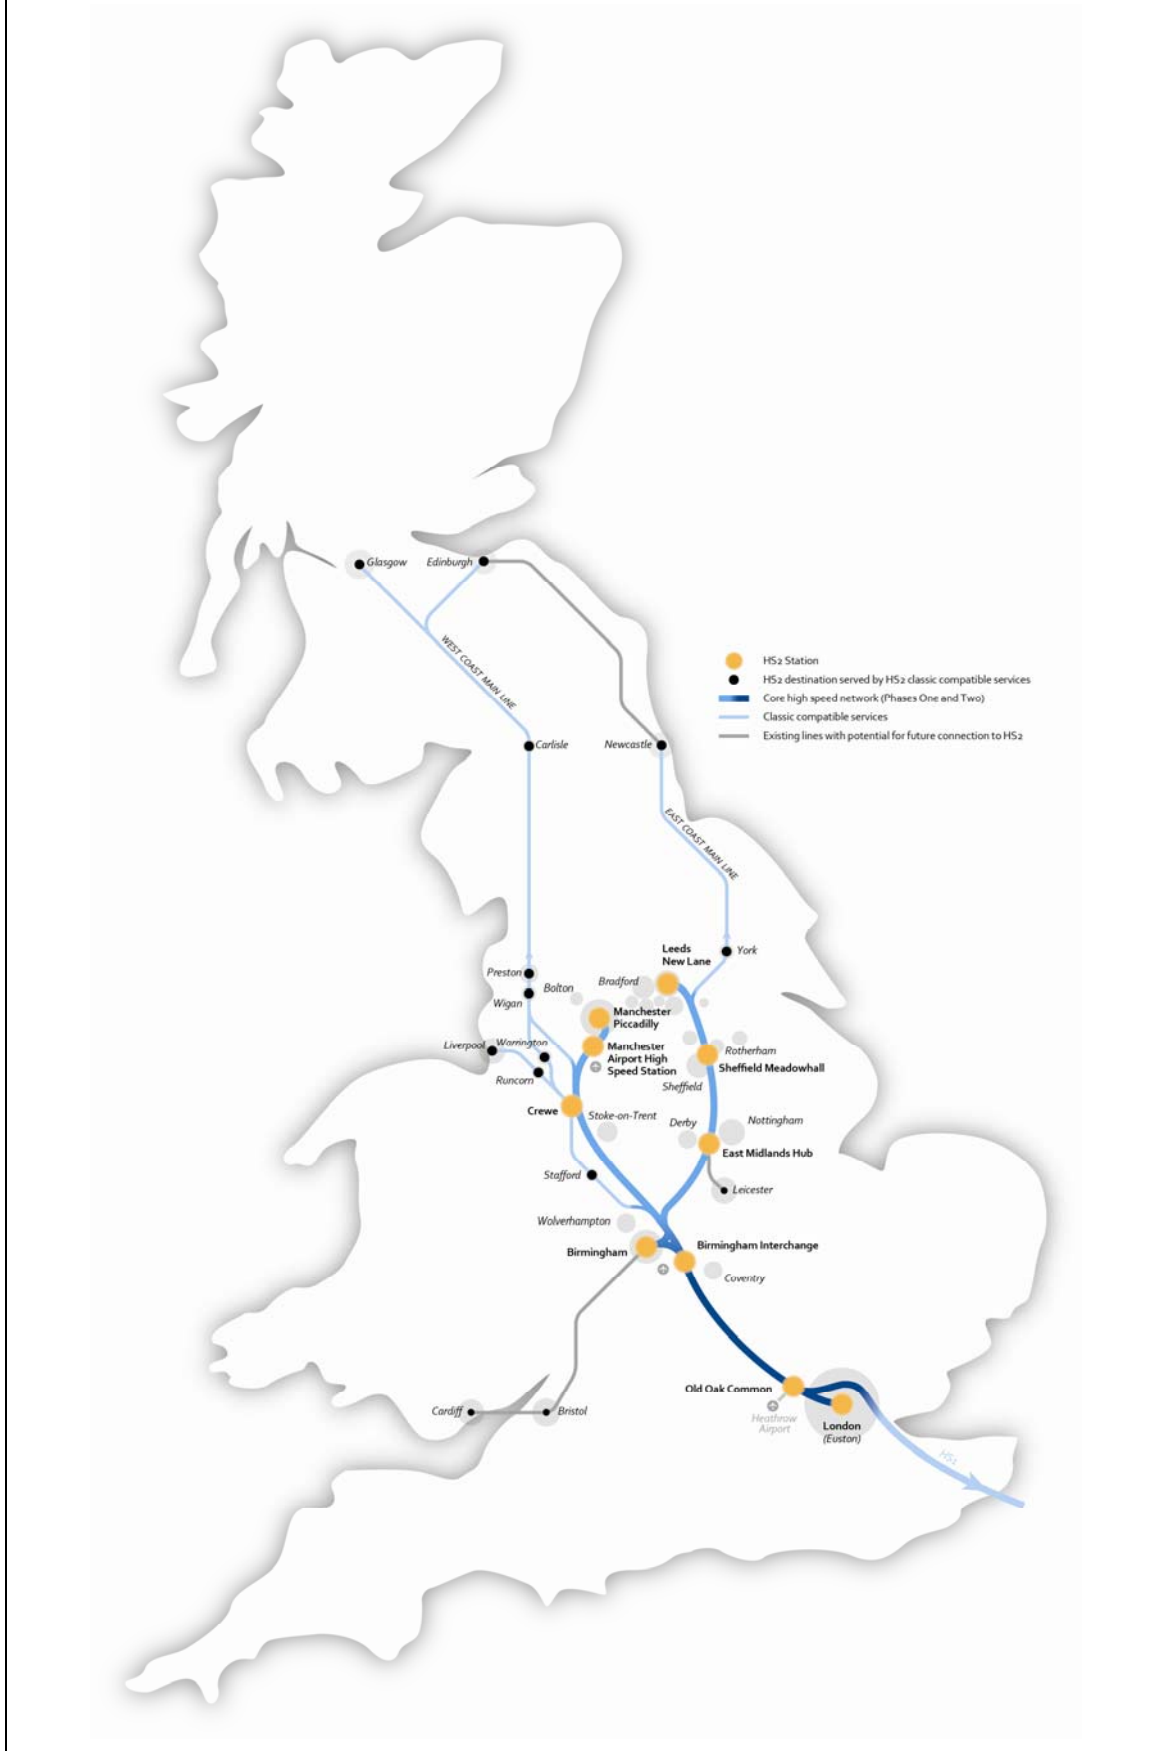 Glasgow
Edinburgh
WEST COAST MAIN LINE
HS2 Station
HS2 destination served by HS2 classic compatible services
Core high speed network (Phases One and Two)
Classic compatible services
Existing lines with potential for future connection to HS2
Carlisle
Newcastle
EAST COAST MAIN LINE
Leeds
New Lane
York
Preston
Bolton
Bradford
Wigan
Manchester
Piccadilly
Liverpool
Warrington
Manchester
Airport High
Speed Station
Rotherham
Sheffield Meadowhall
Runcorn
Sheffield
Crewe
Stoke-on-Trent
Derby
Nottingham
East Midlands Hub
Stafford
Leicester
Wolverhampton
Birmingham
Birmingham Interchange
Coventry
Old Oak Common
Cardiff
Bristol
Heathrow
Airport
London
(Euston)
HS1